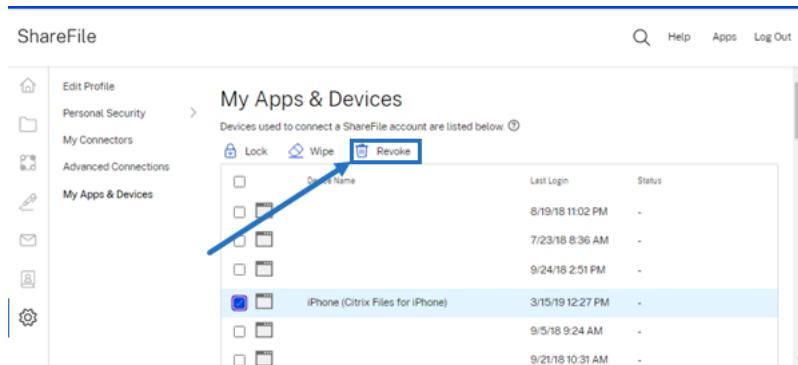 ShareFile
Help Apps Log Out
Edit Profile
Personal Security
My Connectors
Advanced Connections
My Apps & Devices
My Apps & Devices
Devices used to connect a ShareFile account are listed below.
Lock Wipe Revoke
Device Name Last Login Status
8/19/18 11:02 PM -
7/23/18 8:36 AM -
9/24/18 2:51 PM -
iPhone (Citrix Files for iPhone) 3/15/19 12:27 PM -
9/5/18 9:24 AM -
9/21/18 10:31 AM -